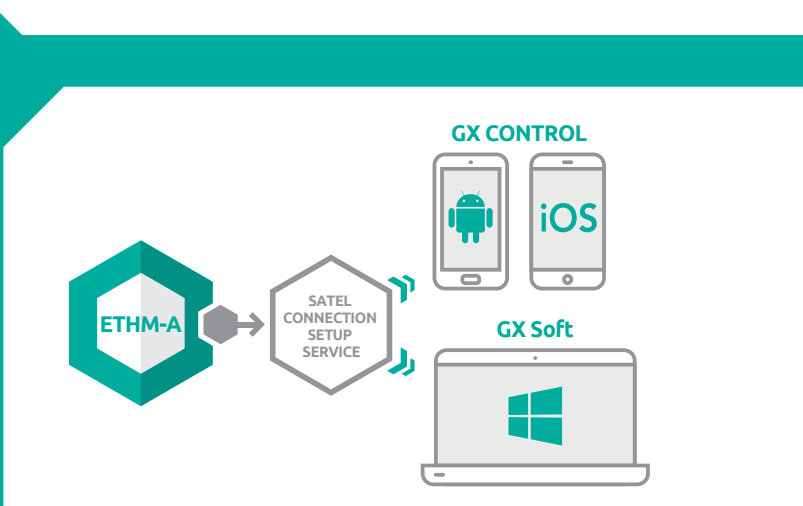 GX CONTROL
iOS
ETHM-A
SATEL
CONNECTION
SETUP
SERVICE
GX Soft